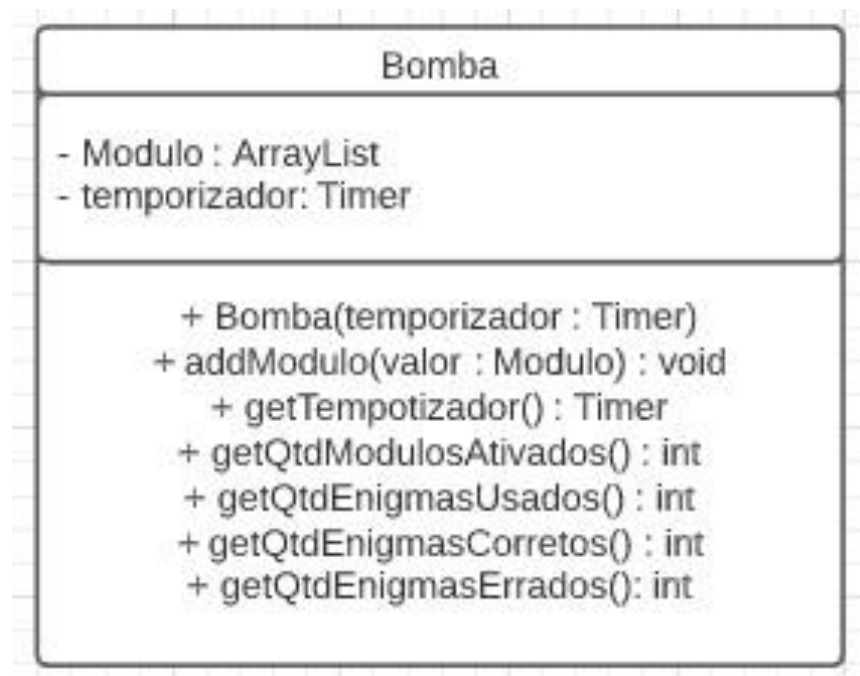 Bomba
- Modulo : ArrayList
- temporizador: Timer
+ Bomba(temporizador : Timer)
+ addModulo(valor : Modulo) : void
+ getTempotizador() : Timer
+ getQtdModulosAtivados() : int
+ getQtdEnigmasUsados() : int
+ getQtdEnigmasCorretos() : int
+ getQtdEnigmasErrados(): int